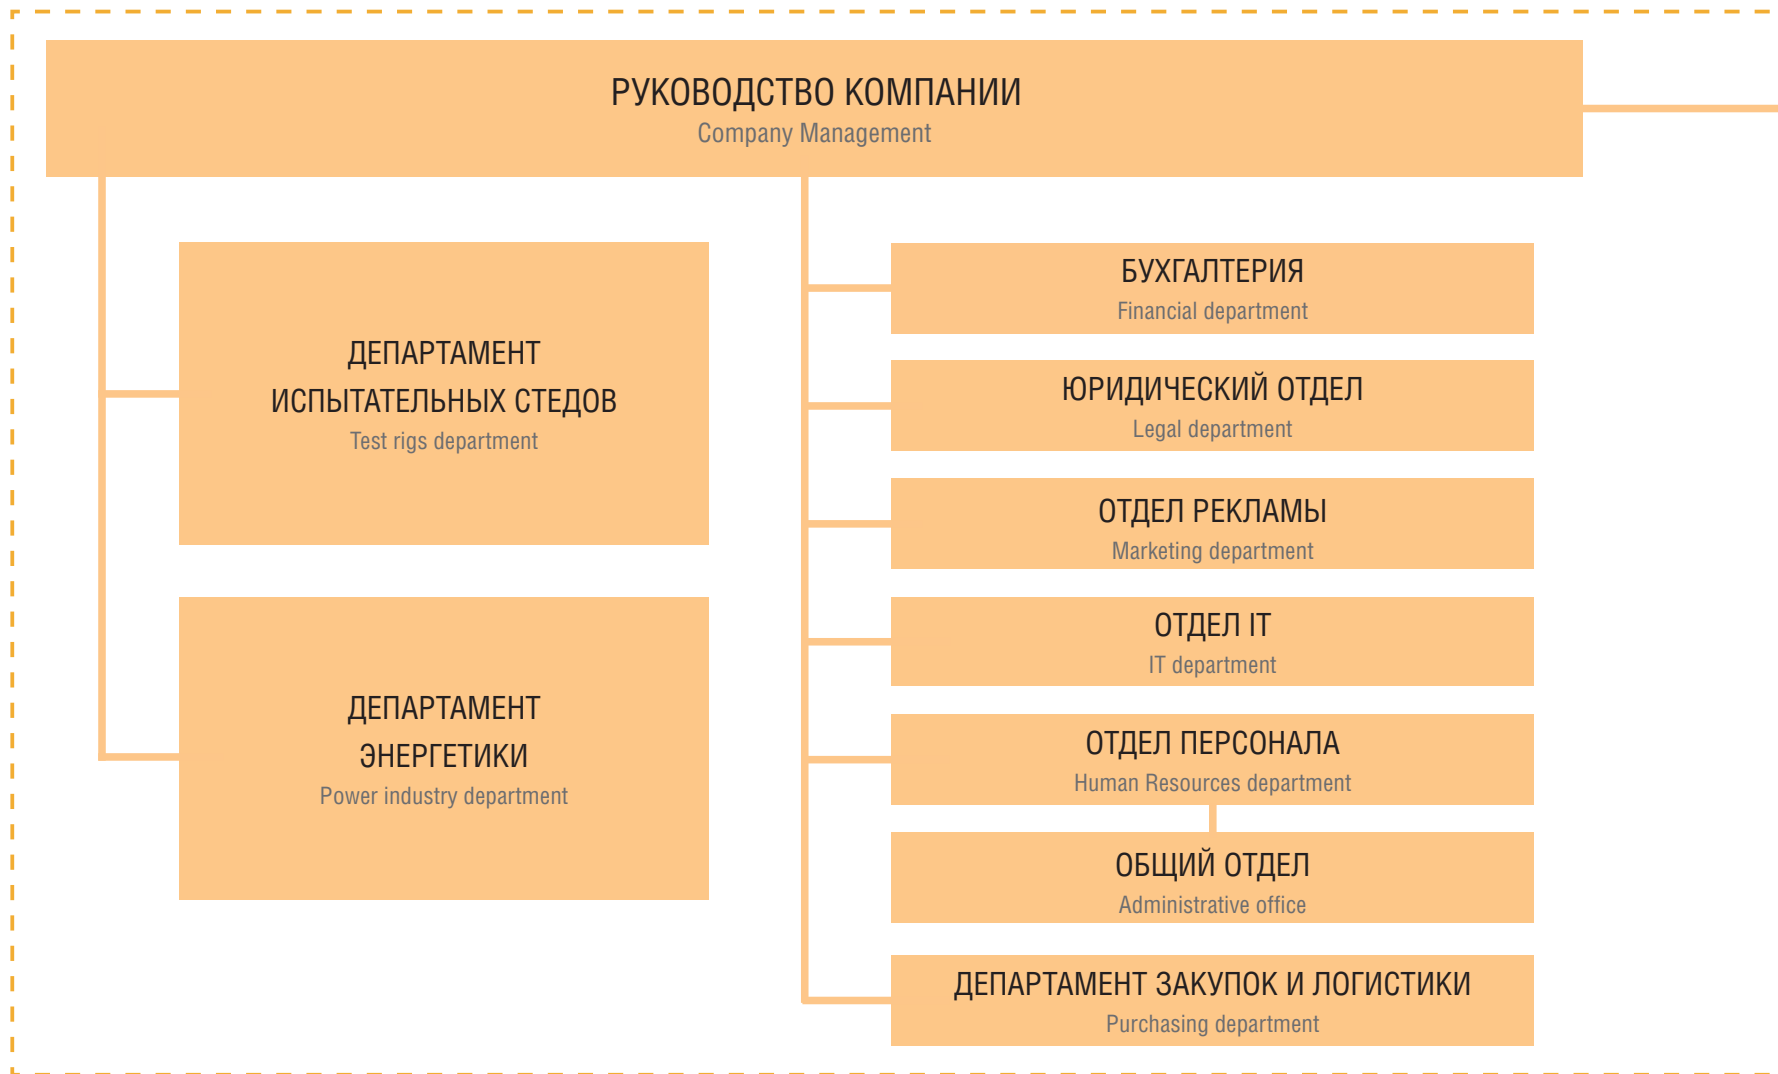 РУКОВОДСТВО КОМПАНИИ
Company Management
ДЕПАРТАМЕНТ
ИСПЫТАТЕЛЬНЫХ СТЕДОВ
Test rigs department
ДЕПАРТАМЕНТ
ЭНЕРГЕТИКИ
Power industry department
БУХГАЛТЕРИЯ
Financial department
ЮРИДИЧЕСКИЙ ОТДЕЛ
Legal department
ОТДЕЛ РЕКЛАМЫ
Marketing department
ОТДЕЛ IT
IT department
ОТДЕЛ ПЕРСОНАЛА
Human Resources department
ОБЩИЙ ОТДЕЛ
Administrative office
ДЕПАРТАМЕНТ ЗАКУПОК И ЛОГИСТИКИ
Purchasing department